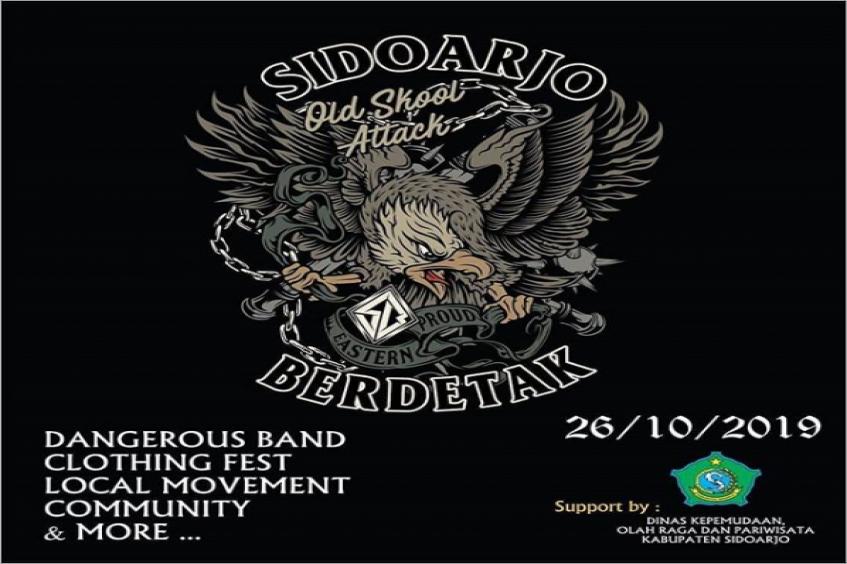 SIDOARJO
Old Skool
Attack
EASTERN PROUD
BERDETAK
26/10/2019
DANGEROUS BAND
CLOTHING FEST
LOCAL MOVEMENT
COMMUNITY
& MORE ...
Support by :
DINAS KEPEMUDAAN,
OLAH RAGA DAN PARIWISATA
KABUPATEN SIDOARJO